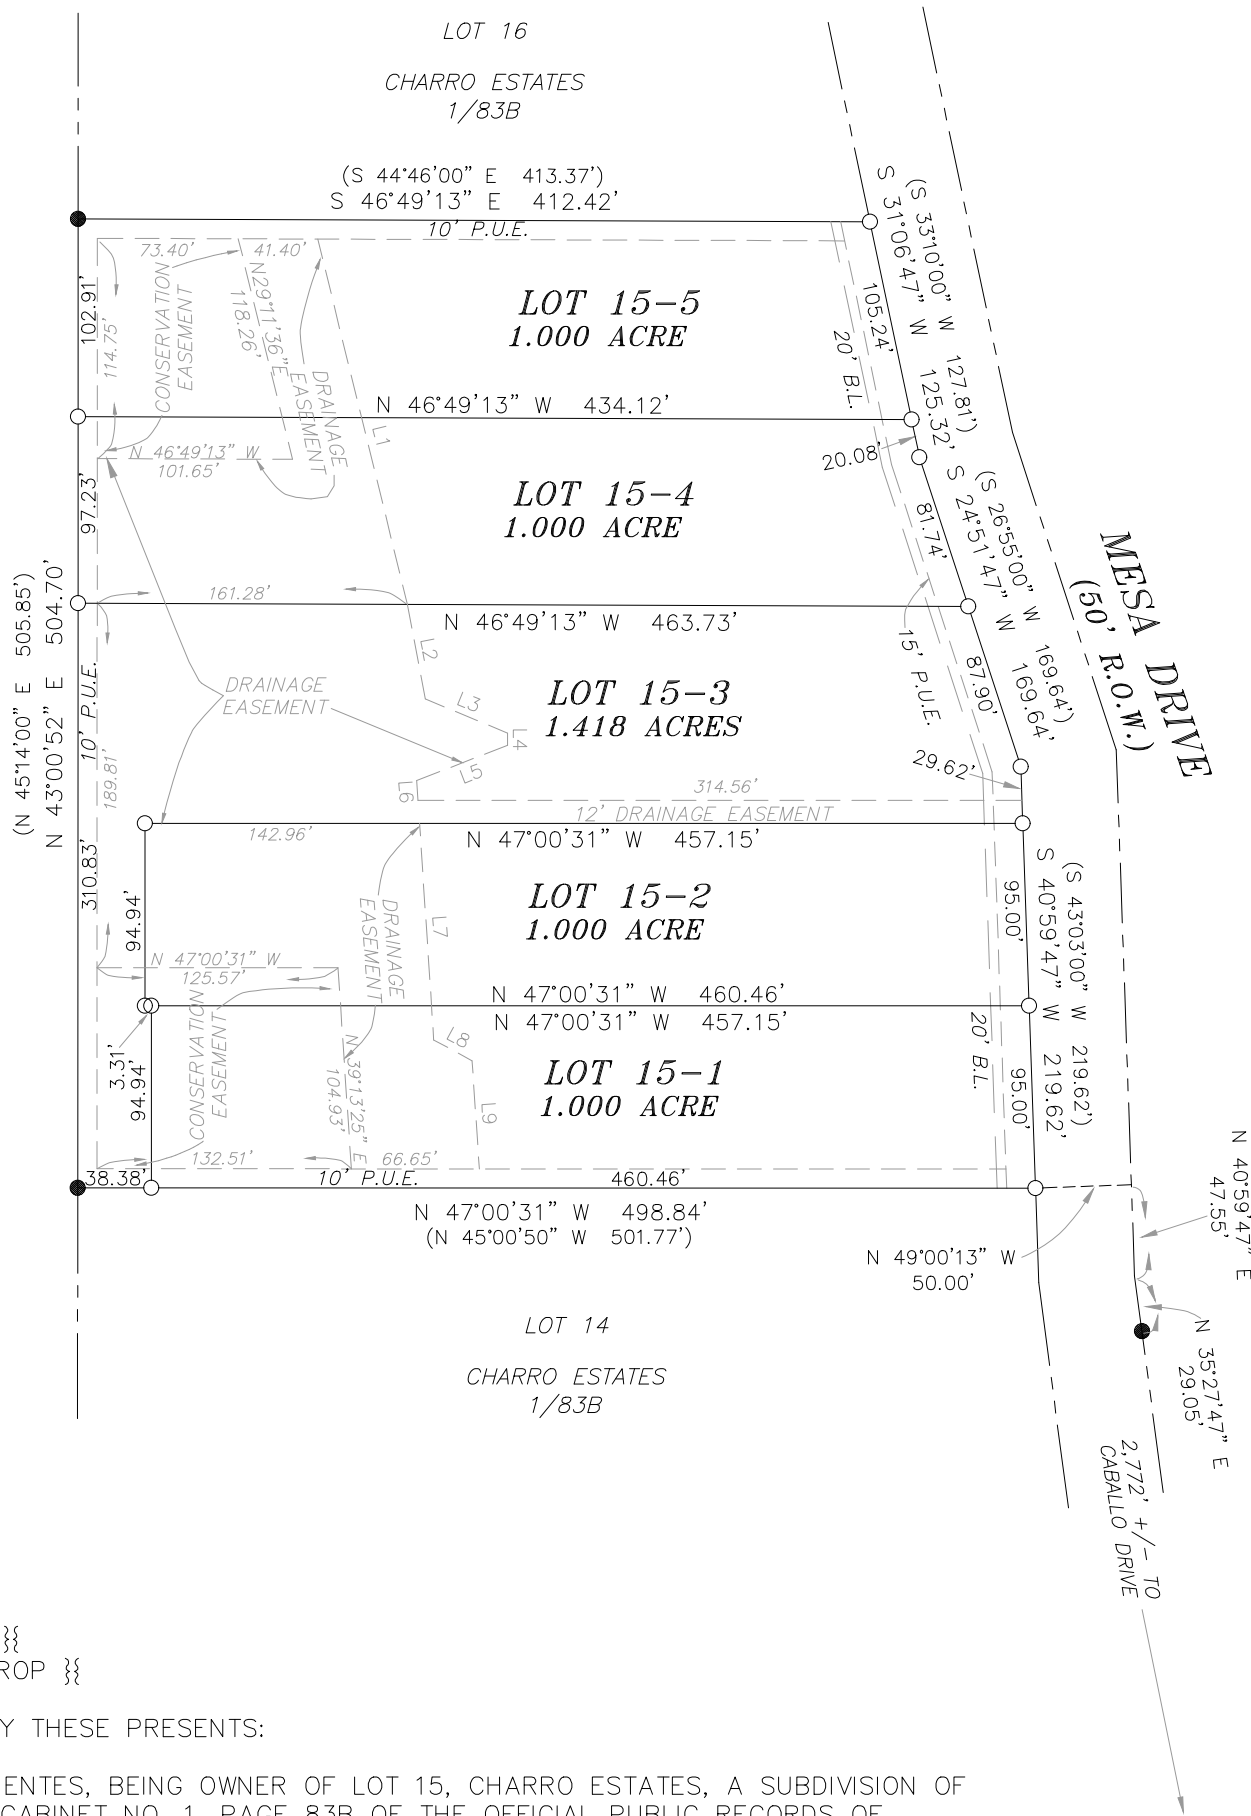 LOT 16
CHARRO ESTATES
1/83B
(S 44°46'00" E 413.37')
S 46°49'13" E 412.42'
10' P.U.E.
73.40'
41.40'
102.91'
114.75'
CONSERVATION
EASEMENT
N29°11'36"E
118.26'
DRAINAGE
EASEMENT
LOT 15-5
1.000 ACRE
105.24'
20' B.L.
(S 33°10'00" W 127.81')
S 31°06'47" W 125.32'
N 46°49'13" W 434.12'
L1
N 46°49'13" W
101.65'
20.08'
97.23'
LOT 15-4
1.000 ACRE
81.74'
(S 26°55'00" W 169.64')
S 24°51'47" W 169.64'
MESA DRIVE
(50' R.O.W.)
(N 45°14'00" E 505.85')
N 43°00'52" E 504.70'
161.28'
N 46°49'13" W 463.73'
L2
15' P.U.E.
87.90'
10' P.U.E.
DRAINAGE
EASEMENT
L3
L4
L5
L6
LOT 15-3
1.418 ACRES
29.62'
189.81'
314.56'
12' DRAINAGE EASEMENT
142.96'
N 47°00'31" W 457.15'
310.83'
94.94'
DRAINAGE
EASEMENT
L7
LOT 15-2
1.000 ACRE
95.00'
(S 43°03'00" W 219.62')
S 40°59'47" W 219.62'
N 47°00'31" W
125.57'
N 47°00'31" W 460.46'
N 47°00'31" W 457.15'
20' B.L.
3.31'
94.94'
CONSERVATION
EASEMENT
N 39°13'25" E
104.93'
L8
L9
LOT 15-1
1.000 ACRE
95.00'
132.51'
66.65'
38.38'
10' P.U.E.
460.46'
N 47°00'31" W 498.84'
(N 45°00'50" W 501.77')
N 49°00'13" W
50.00'
N 40°59'47" E
47.55'
N 35°27'47" E
29.05'
LOT 14
CHARRO ESTATES
1/83B
2,772' +/- TO
CABALLO DRIVE
}{
ROP }{
Y THESE PRESENTS:
ENTES, BEING OWNER OF LOT 15, CHARRO ESTATES, A SUBDIVISION OF
CABINET NO. 1, PAGE 83B OF THE OFFICIAL PUBLIC RECORDS OF